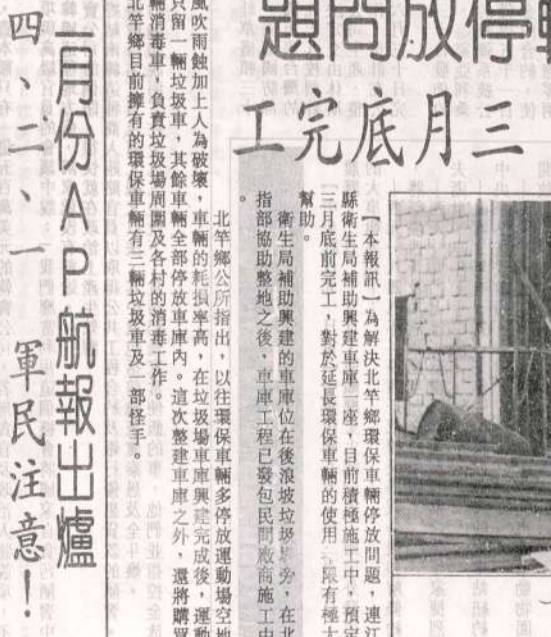 停放問題
三月底完工
【本報訊】為解決北竿鄉環保車輛停放問題,連江
縣衛生局補助興建車庫一座,目前積極施工中,預定
三月底前完工,對於延長環保車輛的使用年限有極大
幫助。
衛生局補助興建的車庫位在後浪坡垃圾場旁,在北
指部協助整地之後,車庫工程已發包民間廠商施工中
。
北竿鄉公所指出,以往環保車輛多停放運動場空地
風吹雨蝕加上人為破壞,車輛的耗損率高,在垃圾場車庫興建完成後,運動
只留一輛垃圾車,其餘車輛全部停放車庫內。這次整建車庫之外,還將購買
輛消毒車,負責垃圾場周圍及各村的消毒工作。
北竿鄉目前擁有的環保車輛有三輛垃圾車及一部怪手。
二月份AP航報出爐
四、二、一 軍民注意!